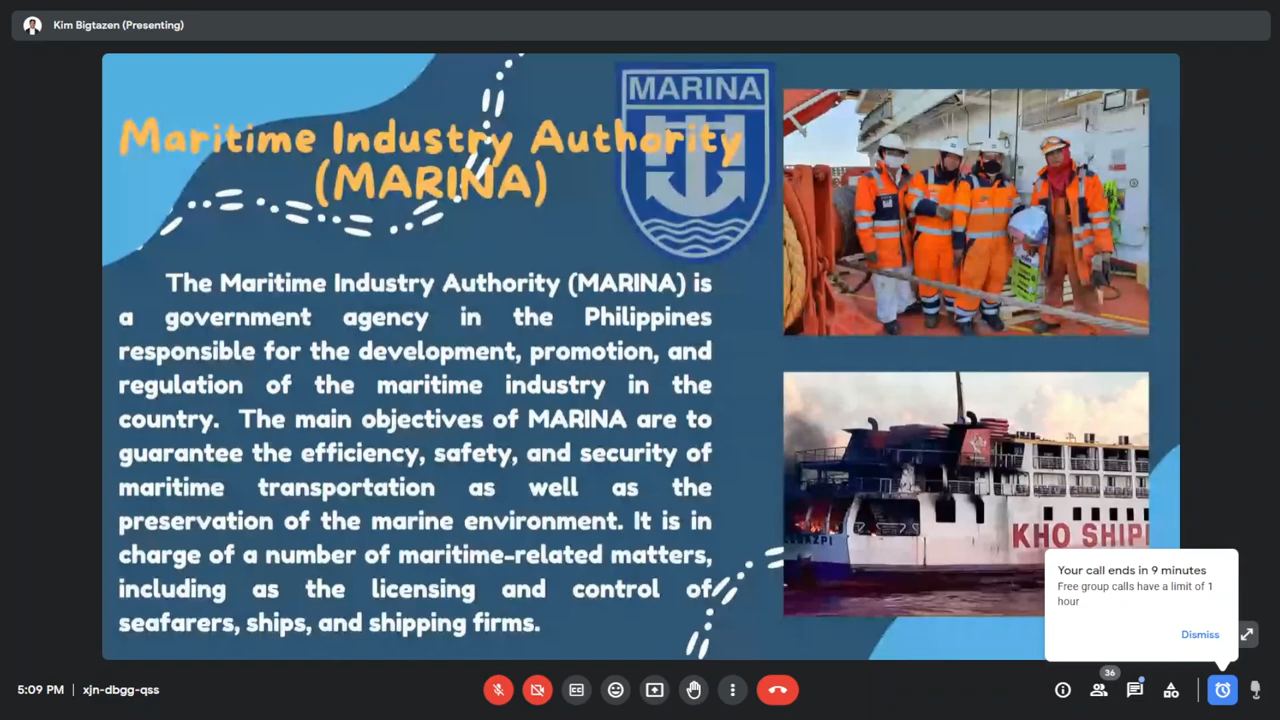 Kim Bigtazen (Presenting)
MARINA
Maritime Industry Authority
(MARINA)
The Maritime Industry Authority (MARINA) is
a government agency in the Philippines
responsible for the development, promotion, and
regulation of the maritime industry in the
country. The main objectives of MARINA are to
guarantee the efficiency, safety, and security of
maritime transportation as well as the
preservation of the marine environment. It is in
charge of a number of maritime-related matters,
including as the licensing and control of
seafarers, ships, and shipping firms.
KHO SHIPP
Your call ends in 9 minutes
Free group calls have a limit of 1
hour
Dismiss
5:09 PM | xjn-dbgg-qss
CC
36